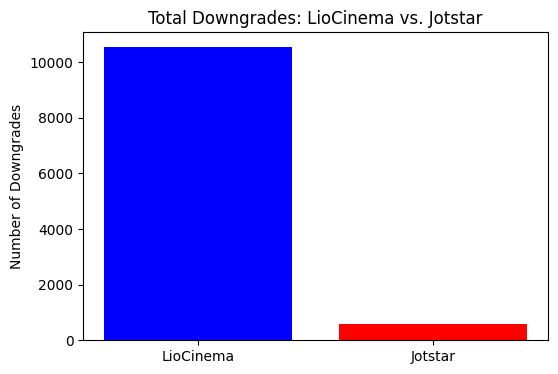 Total Downgrades: LioCinema vs. Jotstar
Number of Downgrades
10000
8000
6000
4000
2000
0
LioCinema
Jotstar